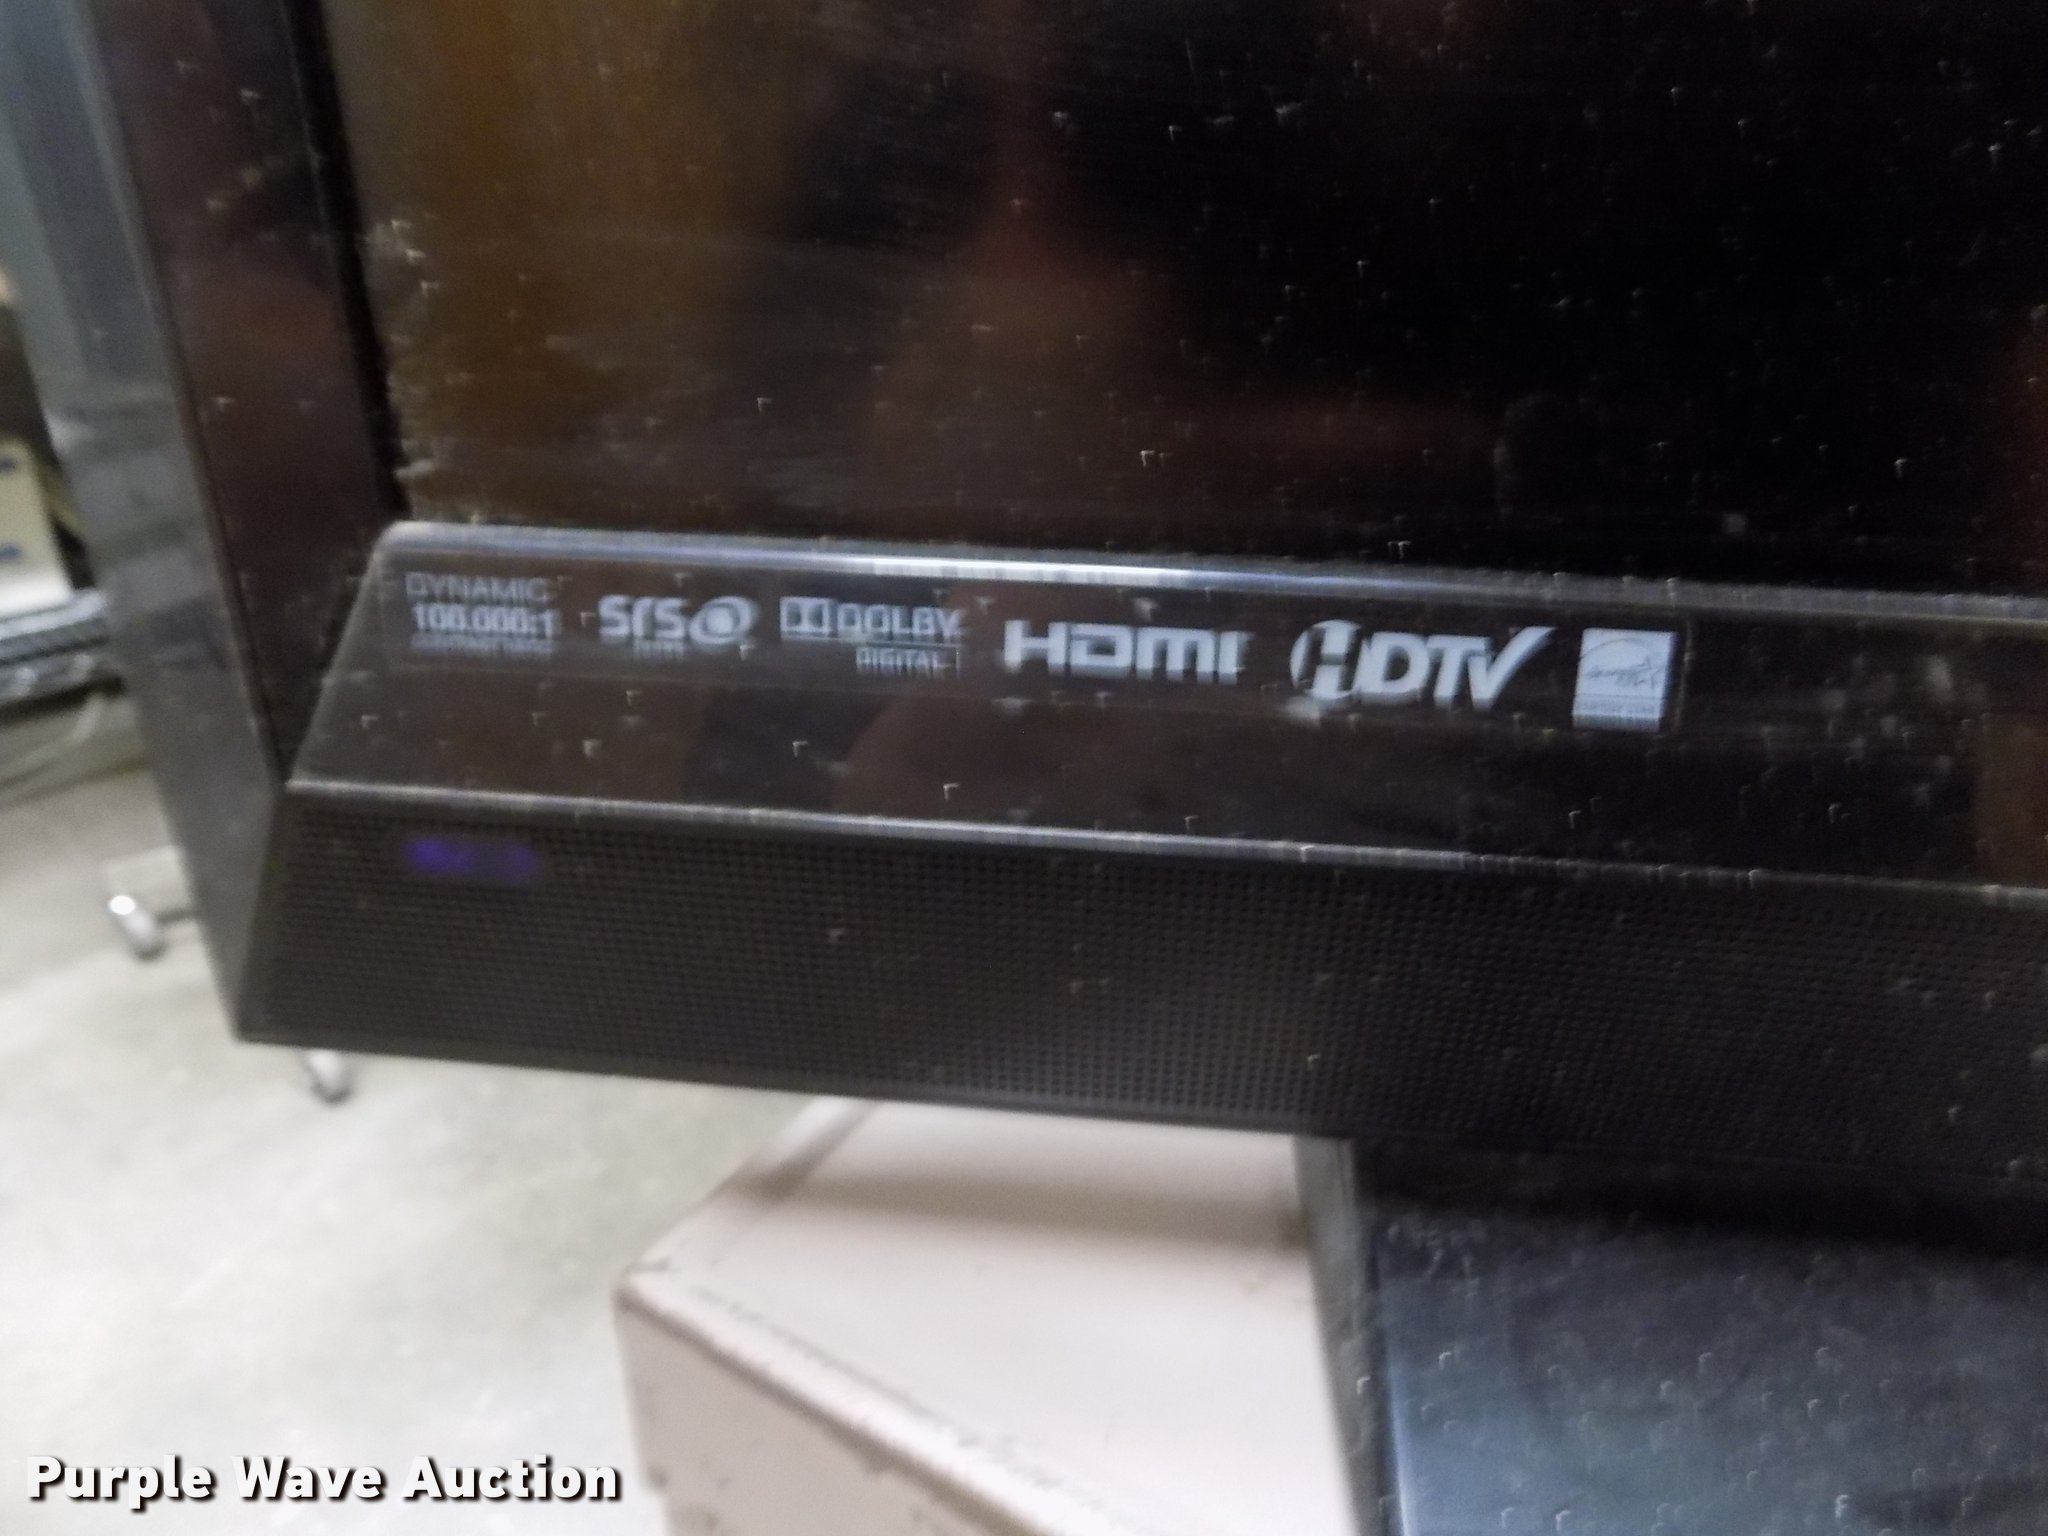 DYNAMIC
100,000:1
SRS
DOLBY
DIGITAL
HDMI
HDTV
Purple Wave Auction